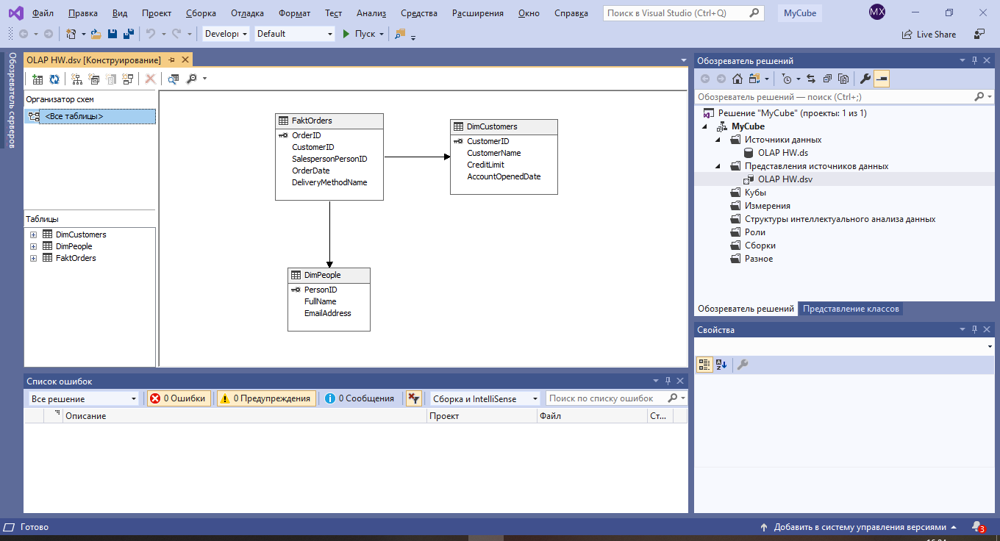 Файл Правка Вид Проект Сборка Отладка Формат Тест Анализ Средства Расширения Окно Справка Поиск в Visual Studio (Ctrl+Q) MyCube MX
Develop Default Пуск Live Share
Обозреватель серверов
OLAP HW.dsv [Конструирование]
Организатор схем
<Все таблицы>
Таблицы
DimCustomers
DimPeople
FaktOrders
FaktOrders
OrderID
CustomerID
SalespersonPersonID
OrderDate
DeliveryMethodName
DimCustomers
CustomerID
CustomerName
CreditLimit
AccountOpenedDate
DimPeople
PersonID
FullName
EmailAddress
Обозреватель решений
Обозреватель решений — поиск (Ctrl+;)
Решение "MyCube" (проекты: 1 из 1)
MyCube
Источники данных
OLAP HW.ds
Представления источников данных
OLAP HW.dsv
Кубы
Измерения
Структуры интеллектуального анализа данных
Роли
Сборки
Разное
Обозреватель решений Представление классов
Свойства
Список ошибок
Все решение 0 Ошибки 0 Предупреждения 0 Сообщения Сборка и IntelliSense Поиск по списку ошибок
Описание Проект Файл Ст...
Готово Добавить в систему управления версиями 3